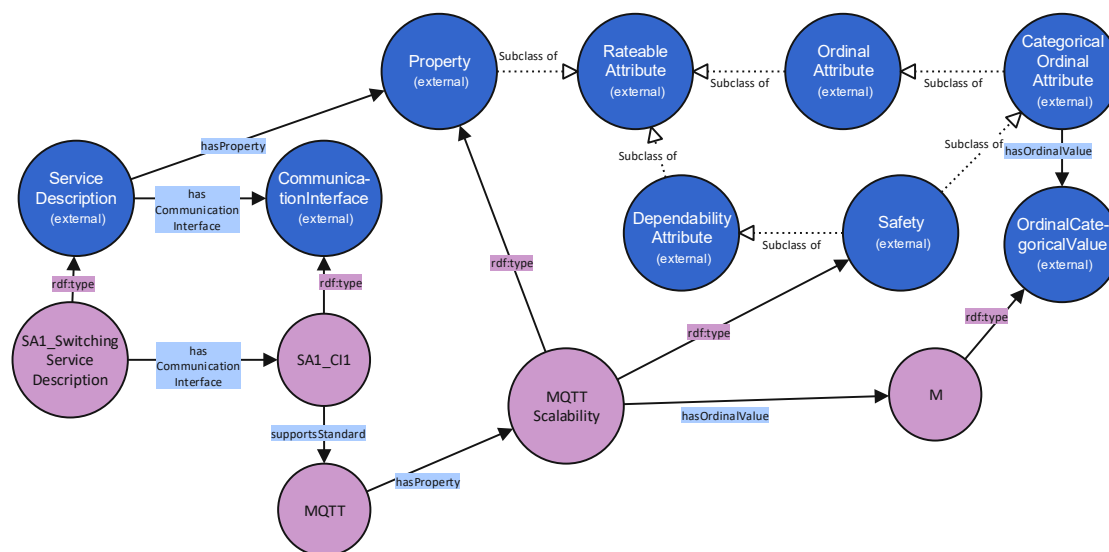 Property
(external)
Subclass of
Rateable
Attribute
(external)
Subclass of
Ordinal
Attribute
(external)
Subclass of
Categorical
Ordinal
Attribute
(external)
hasProperty
Subclass of
Subclass of
hasOrdinalValue
Service
Description
(external)
has
Communication
Interface
Communica-
tionInterface
(external)
Dependability
Attribute
(external)
Subclass of
Safety
(external)
OrdinalCate-
goricalValue
(external)
rdf:type
rdf:type
rdf:type
rdf:type
rdf:type
SA1_Switching
Service
Description
has
Communication
Interface
SA1_CI1
MQTT
Scalability
hasOrdinalValue
M
supportsStandard
hasProperty
MQTT